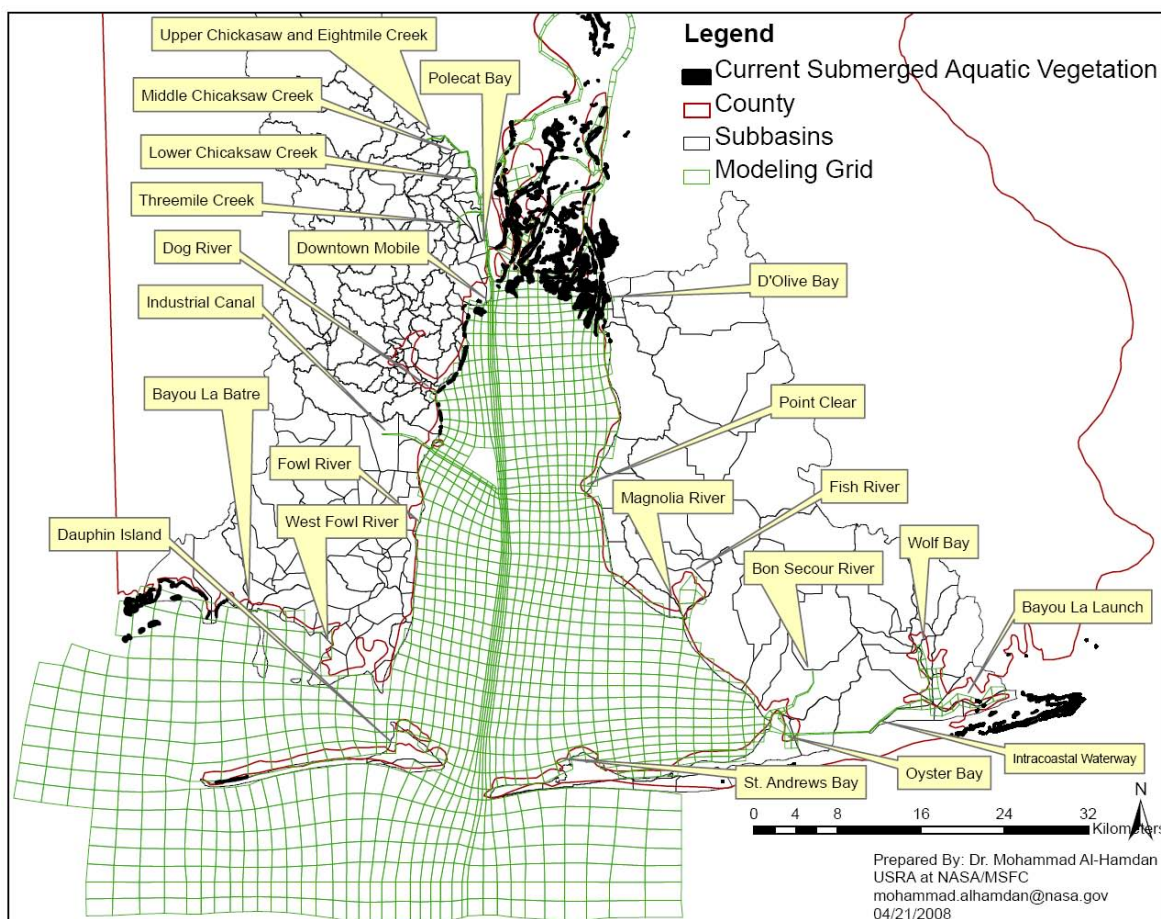 Upper Chickasaw and Eightmile Creek
Polecat Bay
Middle Chicaksaw Creek
Lower Chicaksaw Creek
Threemile Creek
Dog River
Downtown Mobile
Industrial Canal
Bayou La Batre
Fowl River
West Fowl River
Dauphin Island
Legend
Current Submerged Aquatic Vegetation
County
Subbasins
Modeling Grid
D'Olive Bay
Point Clear
Magnolia River
Fish River
Bon Secour River
Wolf Bay
Bayou La Launch
Intracoastal Waterway
Oyster Bay
St. Andrews Bay
N
0 4 8 16 24 32
Kilometers
Prepared By: Dr. Mohammad Al-Hamdan
USRA at NASA/MSFC
mohammad.alhamdan@nasa.gov
04/21/2008